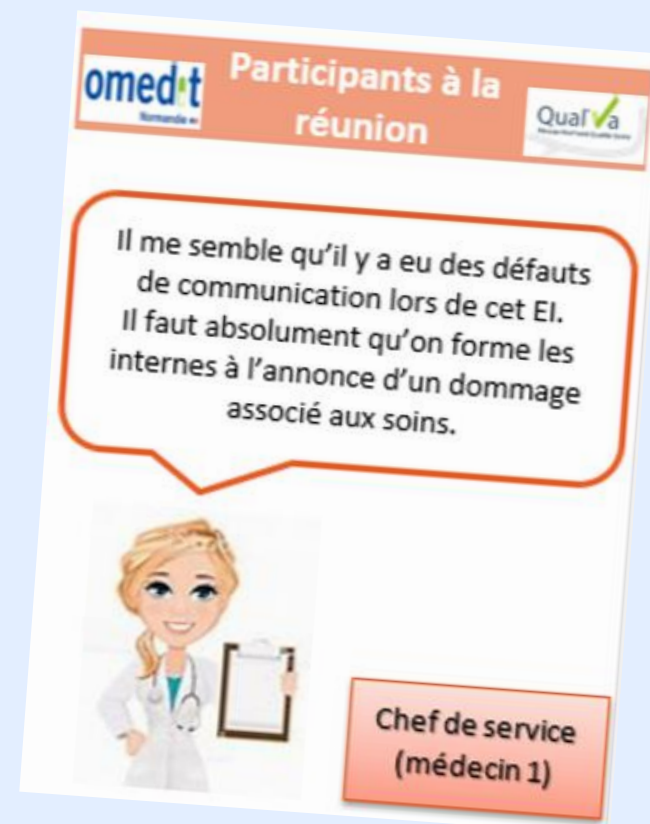 omedit
Normandie
Participants à la
réunion
Qual'Va
Il me semble qu'il y a eu des défauts
de communication lors de cet EI.
Il faut absolument qu'on forme les
internes à l'annonce d'un dommage
associé aux soins.
Chef de service
(médecin 1)